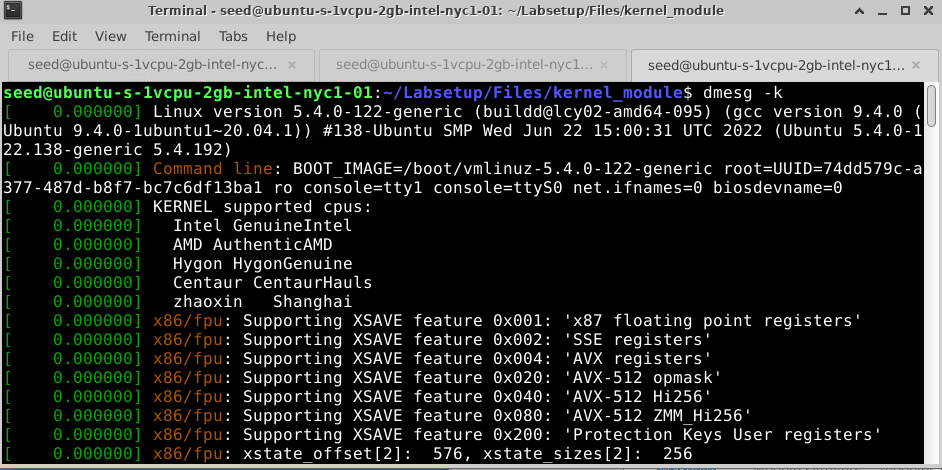 Terminal - seed@ubuntu-s-1vcpu-2gb-intel-nyc1-01: ~/Labsetup/Files/kernel_module
File Edit View Terminal Tabs Help
seed@ubuntu-s-1vcpu-2gb-intel-nyc... × seed@ubuntu-s-1vcpu-2gb-intel-nyc1... × seed@ubuntu-s-1vcpu-2gb-intel-nyc1... ×
seed@ubuntu-s-1vcpu-2gb-intel-nyc1-01:~/Labsetup/Files/kernel_module$ dmesg -k
[    0.000000] Linux version 5.4.0-122-generic (buildd@lcy02-amd64-095) (gcc version 9.4.0 (
Ubuntu 9.4.0-1ubuntu1~20.04.1)) #138-Ubuntu SMP Wed Jun 22 15:00:31 UTC 2022 (Ubuntu 5.4.0-1
22.138-generic 5.4.192)
[    0.000000] Command line: BOOT_IMAGE=/boot/vmlinuz-5.4.0-122-generic root=UUID=74dd579c-a
377-487d-b8f7-bc7c6df13ba1 ro console=tty1 console=ttyS0 net.ifnames=0 biosdevname=0
[    0.000000] KERNEL supported cpus:
[    0.000000]   Intel GenuineIntel
[    0.000000]   AMD AuthenticAMD
[    0.000000]   Hygon HygonGenuine
[    0.000000]   Centaur CentaurHauls
[    0.000000]   zhaoxin   Shanghai
[    0.000000] x86/fpu: Supporting XSAVE feature 0x001: 'x87 floating point registers'
[    0.000000] x86/fpu: Supporting XSAVE feature 0x002: 'SSE registers'
[    0.000000] x86/fpu: Supporting XSAVE feature 0x004: 'AVX registers'
[    0.000000] x86/fpu: Supporting XSAVE feature 0x020: 'AVX-512 opmask'
[    0.000000] x86/fpu: Supporting XSAVE feature 0x040: 'AVX-512 Hi256'
[    0.000000] x86/fpu: Supporting XSAVE feature 0x080: 'AVX-512 ZMM_Hi256'
[    0.000000] x86/fpu: Supporting XSAVE feature 0x200: 'Protection Keys User registers'
[    0.000000] x86/fpu: xstate_offset[2]:  576, xstate_sizes[2]:  256